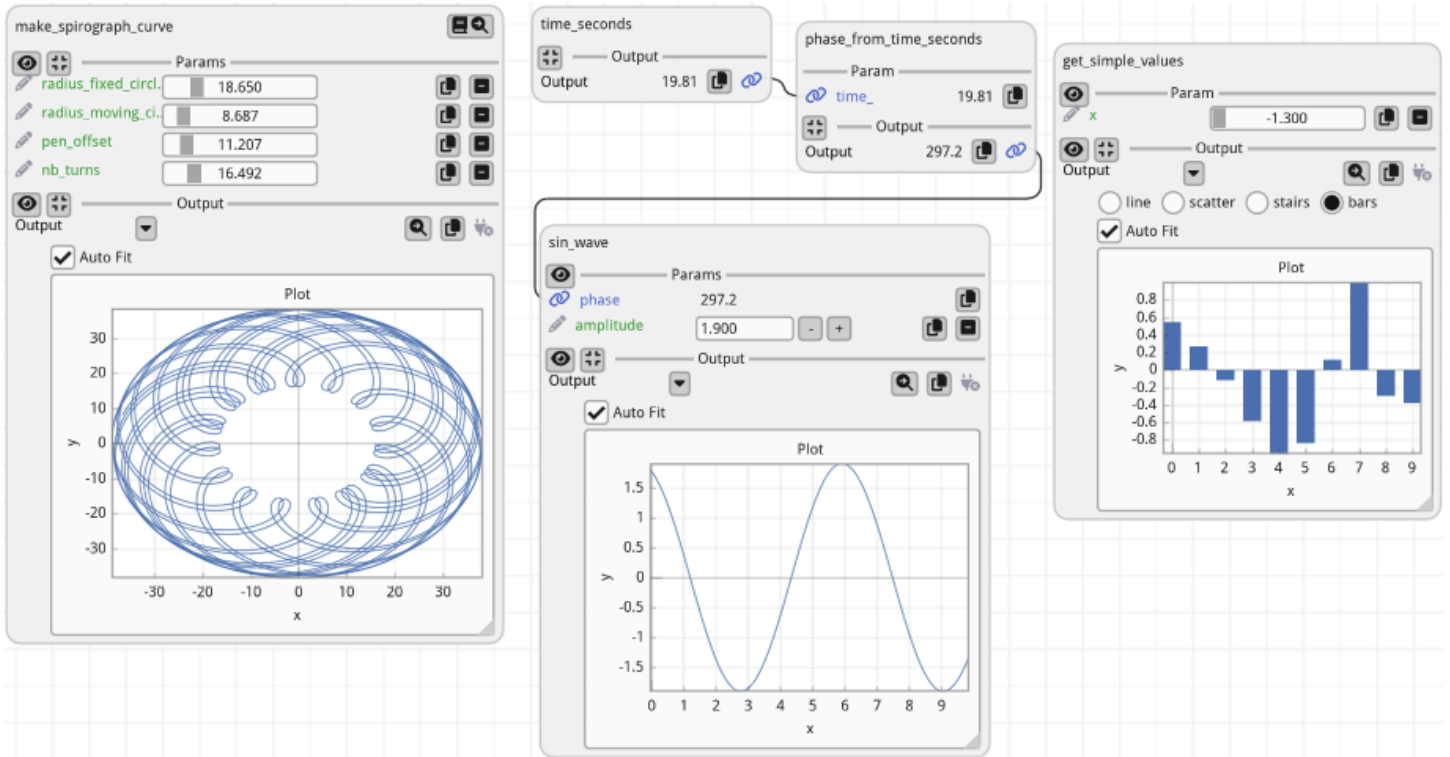 make_spirograph_curve
Params
radius_fixed_circl.
18.650
radius_moving_ci..
8.687
pen_offset
11.207
nb_turns
16.492
Output
Output
Auto Fit
Plot
30
20
10
0
-10
-20
-30
y
-30 -20 -10 0 10 20 30
x
time_seconds
Output
Output 19.81
phase_from_time_seconds
Param
time_ 19.81
Output
Output 297.2
sin_wave
Params
phase 297.2
amplitude 1.900 - +
Output
Output
Auto Fit
Plot
1.5
1
0.5
0
-0.5
-1
-1.5
y
0 1 2 3 4 5 6 7 8 9
x
get_simple_values
Param
x -1.300
Output
Output
line scatter stairs bars
Auto Fit
Plot
0.8
0.6
0.4
0.2
0
-0.2
-0.4
-0.6
-0.8
y
0 1 2 3 4 5 6 7 8 9
x